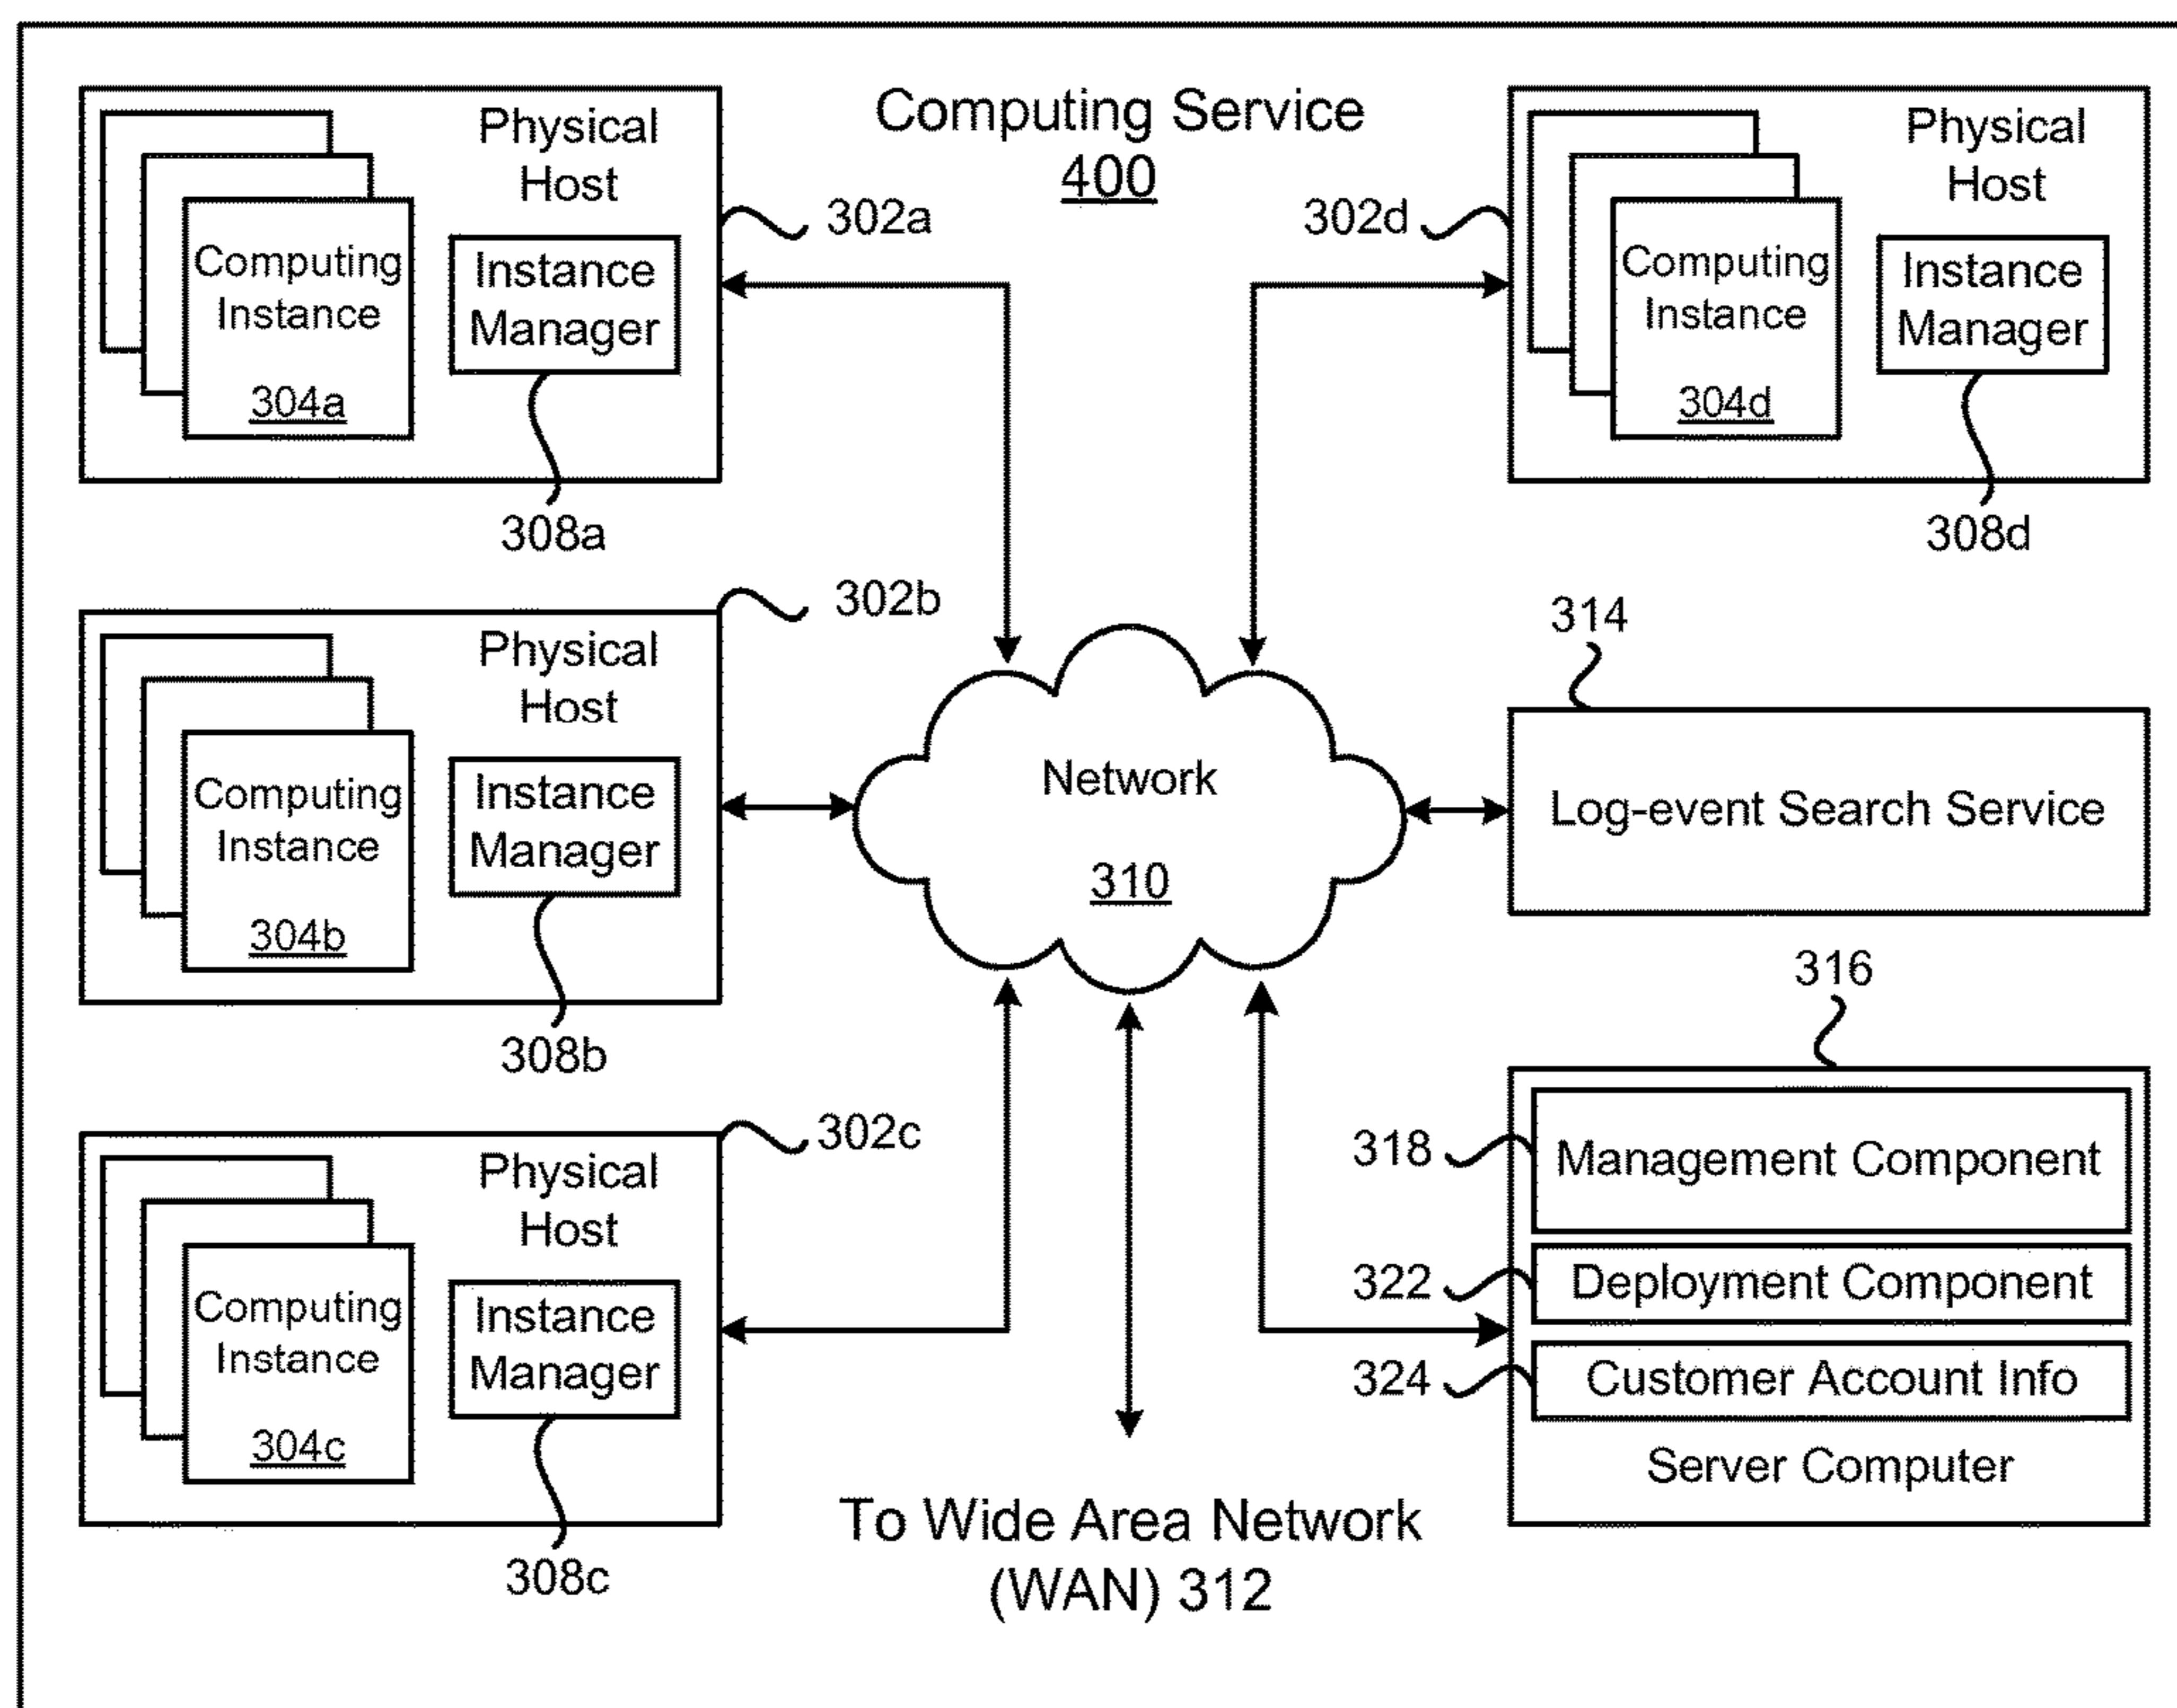 Computing Service
400
Physical
Host
Computing
Instance
304a
Instance
Manager
302a
308a
Physical
Host
Computing
Instance
304b
Instance
Manager
302b
308b
Physical
Host
Computing
Instance
304c
Instance
Manager
302c
308c
Network
310
To Wide Area Network
(WAN) 312
Physical
Host
302d
Computing
Instance
304d
Instance
Manager
308d
314
Log-event Search Service
316
318
Management Component
322
Deployment Component
324
Customer Account Info
Server Computer